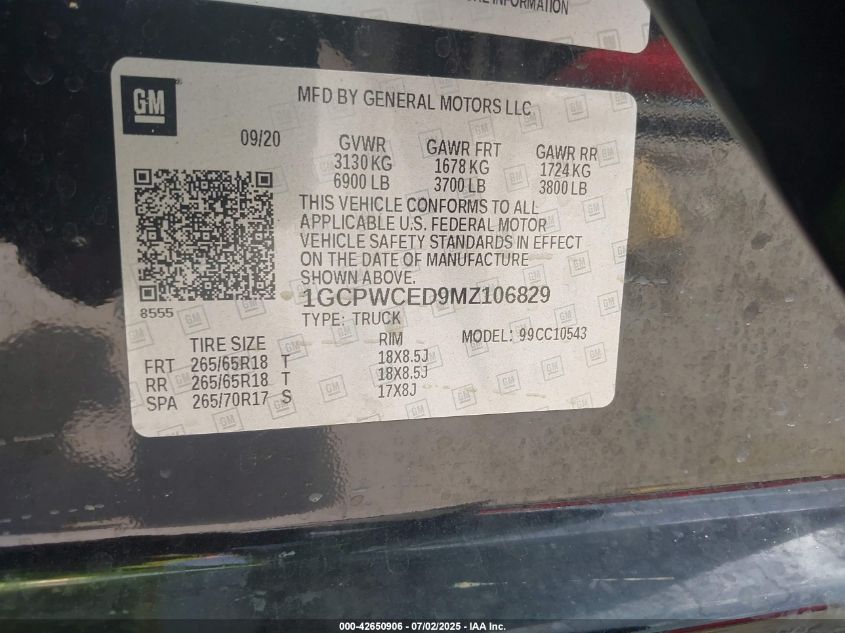 INFORMATION
GM
MFD BY GENERAL MOTORS LLC
09/20
GVWR GAWR FRT GAWR RR
3130 KG 1678 KG 1724 KG
6900 LB 3700 LB 3800 LB
THIS VEHICLE CONFORMS TO ALL
APPLICABLE U.S. FEDERAL MOTOR
VEHICLE SAFETY STANDARDS IN EFFECT
ON THE DATE OF MANUFACTURE
SHOWN ABOVE.
8555
1GCPWCED9MZ106829
TYPE: TRUCK
MODEL: 99CC10543
TIRE SIZE RIM
FRT 265/65R18 T 18X8.5J
RR 265/65R18 T 18X8.5J
SPA 265/70R17 S 17X8J
000-42650906 - 07/02/2025 - IAA Inc.